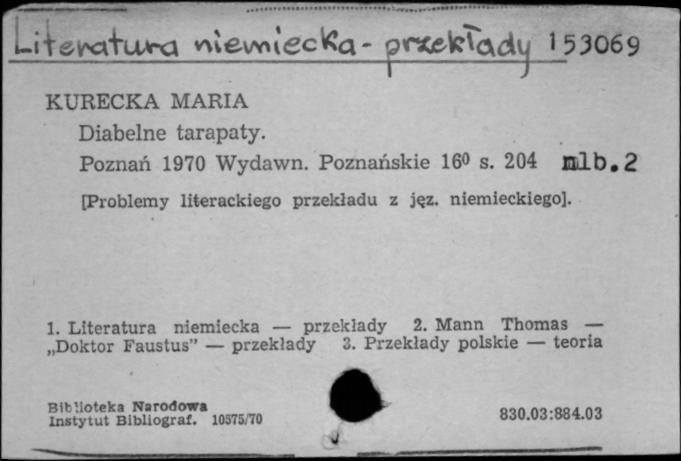 Literatura niemiecka - przekłady 153069
KURECKA MARIA
Diabelne tarapaty.
Poznań 1970 Wydawn. Poznańskie 16⁰ s. 204 nlb.2
[Problemy literackiego przekładu z jęz. niemieckiego].
1. Literatura niemiecka — przekłady 2. Mann Thomas —
„Doktor Faustus" — przekłady 3. Przekłady polskie — teoria
Biblioteka Narodowa
Instytut Bibliograf. 10575/70
830.03:884.03